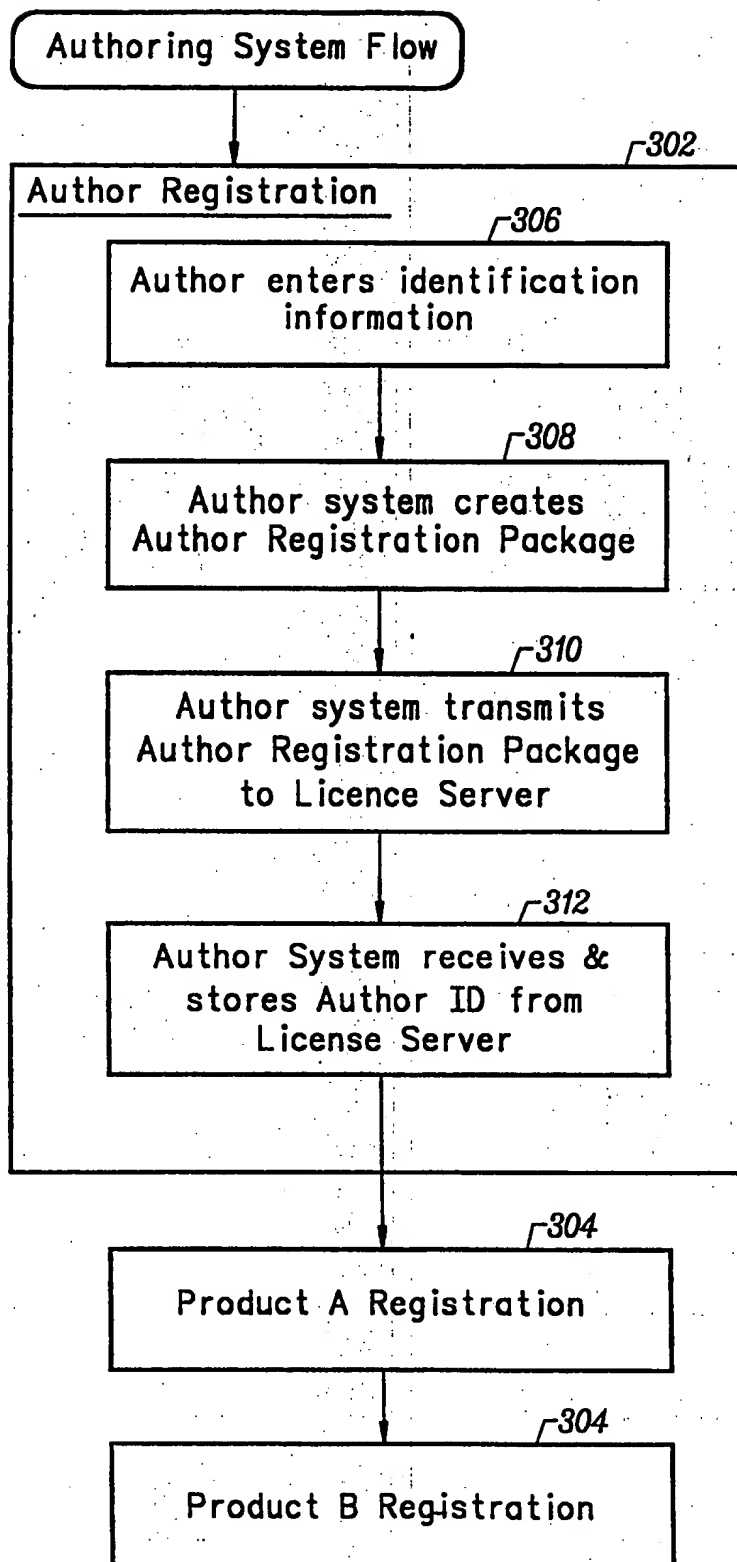 Authoring System Flow
302
Author Registration
306
Author enters identification
information
308
Author system creates
Author Registration Package
310
Author system transmits
Author Registration Package
to Licence Server
312
Author System receives &
stores Author ID from
License Server
304
Product A Registration
304
Product B Registration